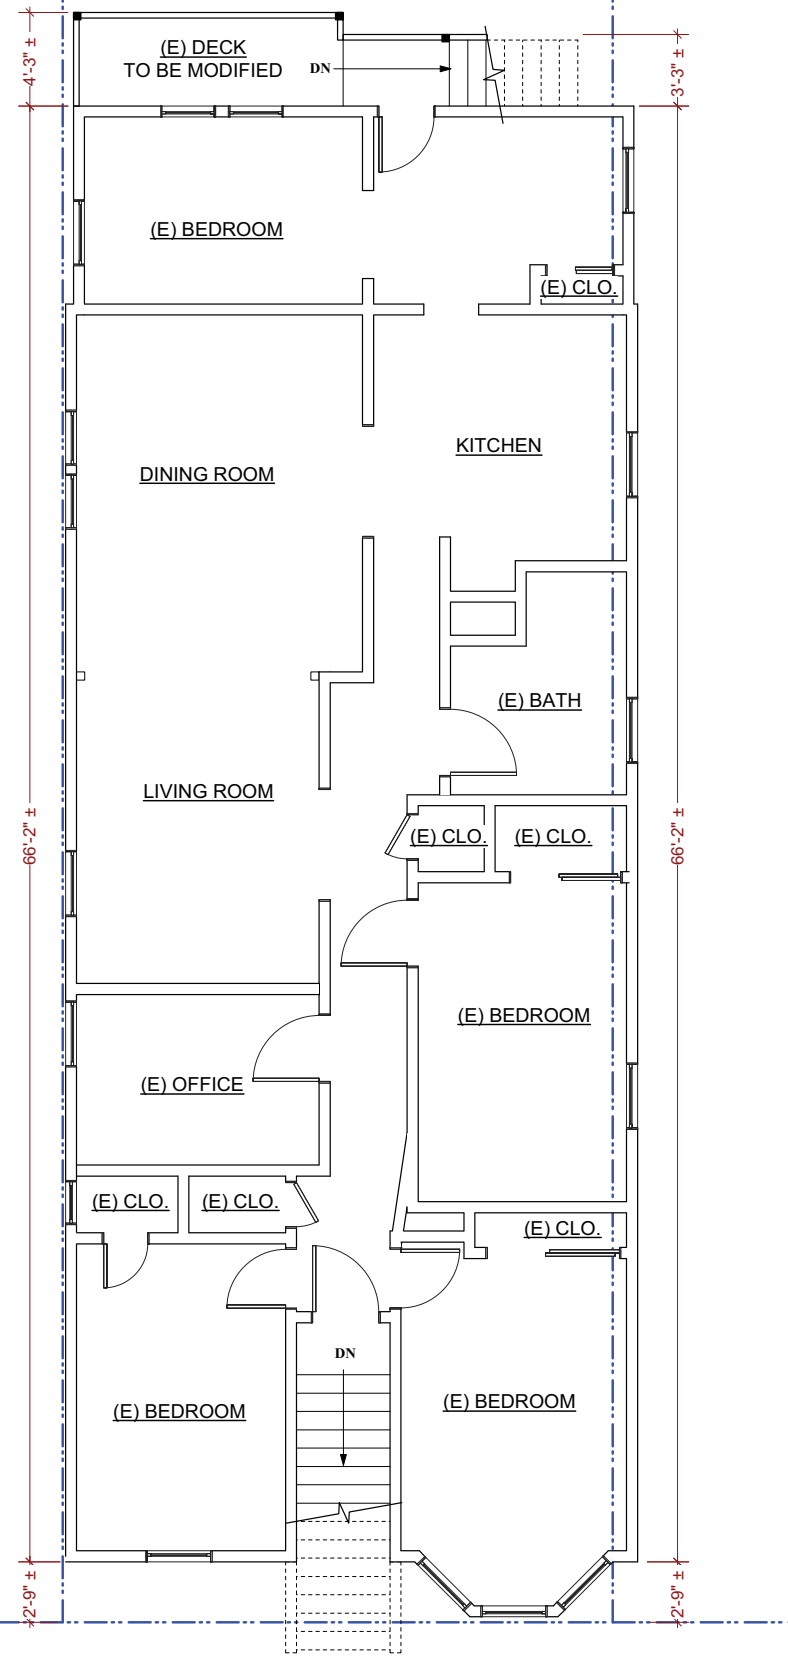 4'-3" ±
(E) DECK
TO BE MODIFIED
DN
3'-3" ±
(E) BEDROOM
(E) CLO.
KITCHEN
DINING ROOM
(E) BATH
LIVING ROOM
66'-2" ±
66'-2" ±
(E) CLO.
(E) CLO.
(E) BEDROOM
(E) OFFICE
(E) CLO.
(E) CLO.
(E) CLO.
DN
(E) BEDROOM
(E) BEDROOM
2'-9" ±
2'-9" ±